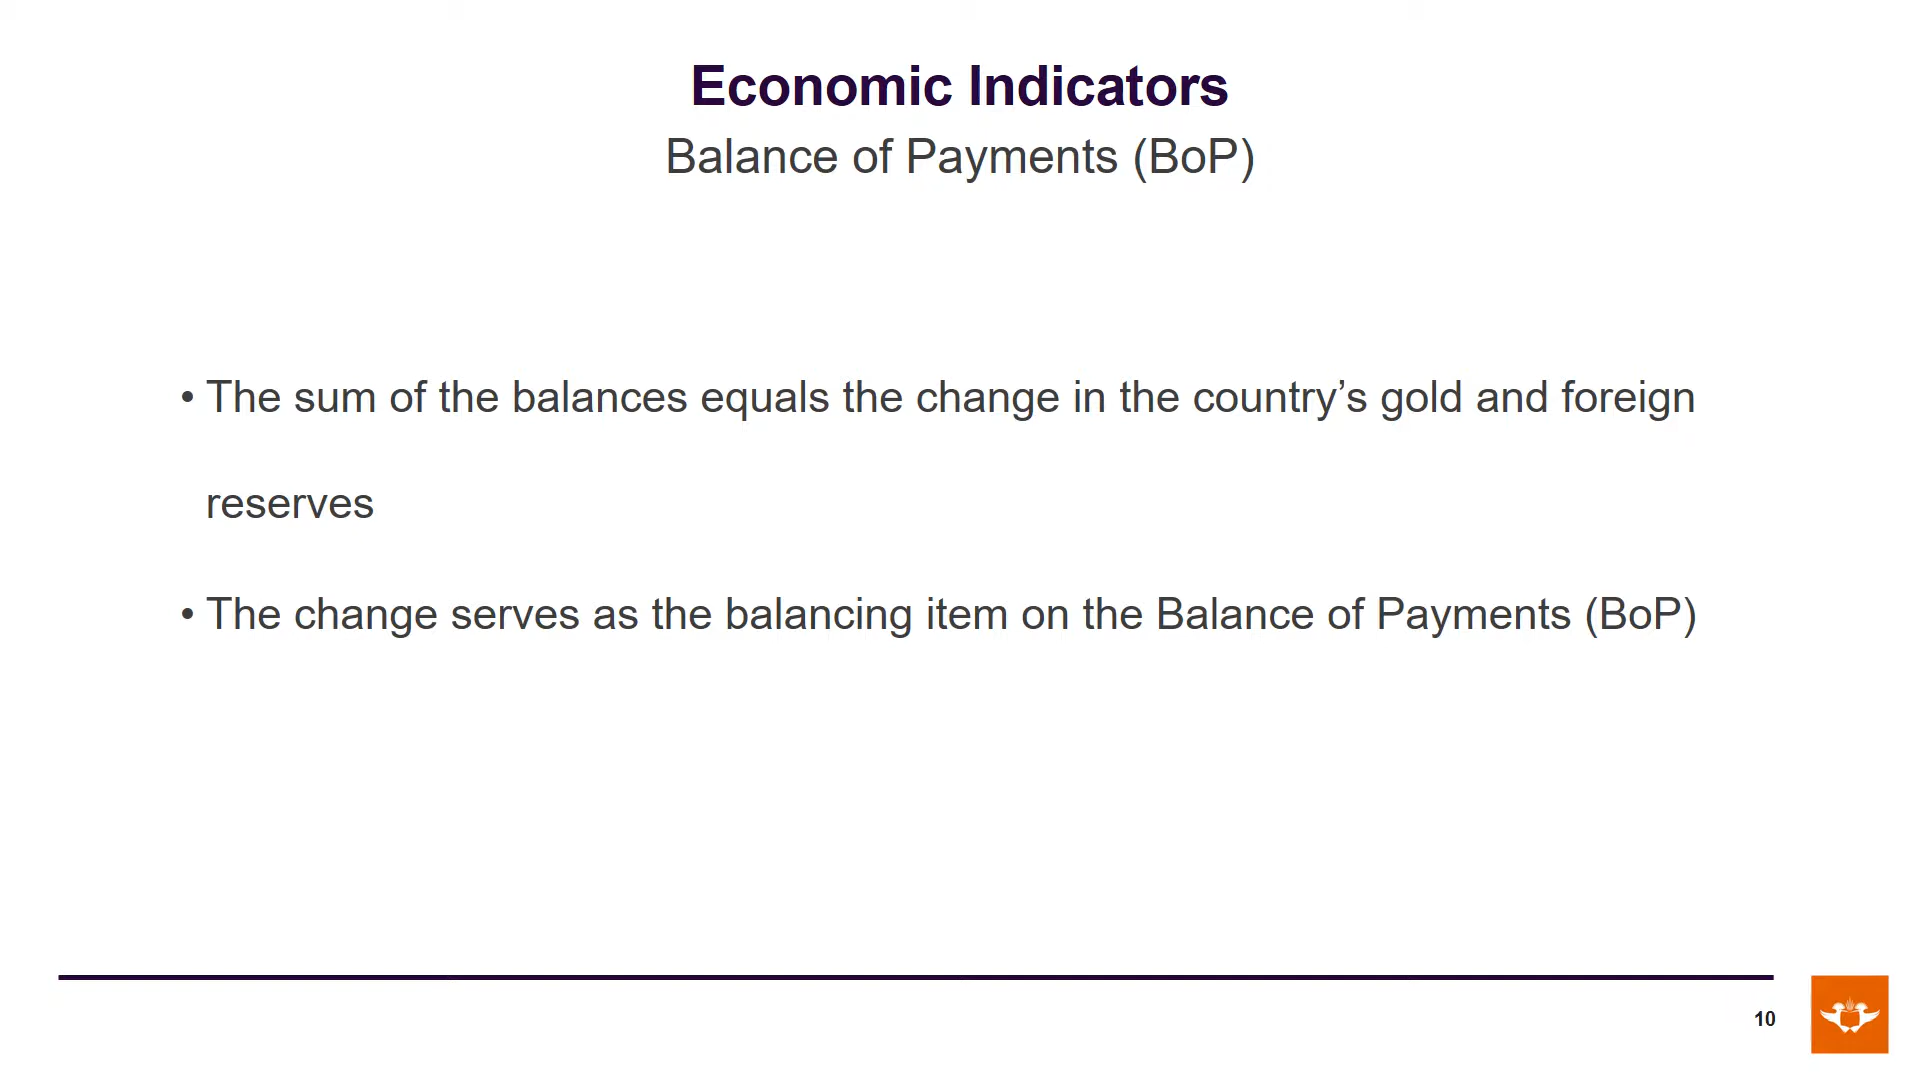 Economic Indicators
Balance of Payments (BoP)
• The sum of the balances equals the change in the country’s gold and foreign
reserves
• The change serves as the balancing item on the Balance of Payments (BoP)
10